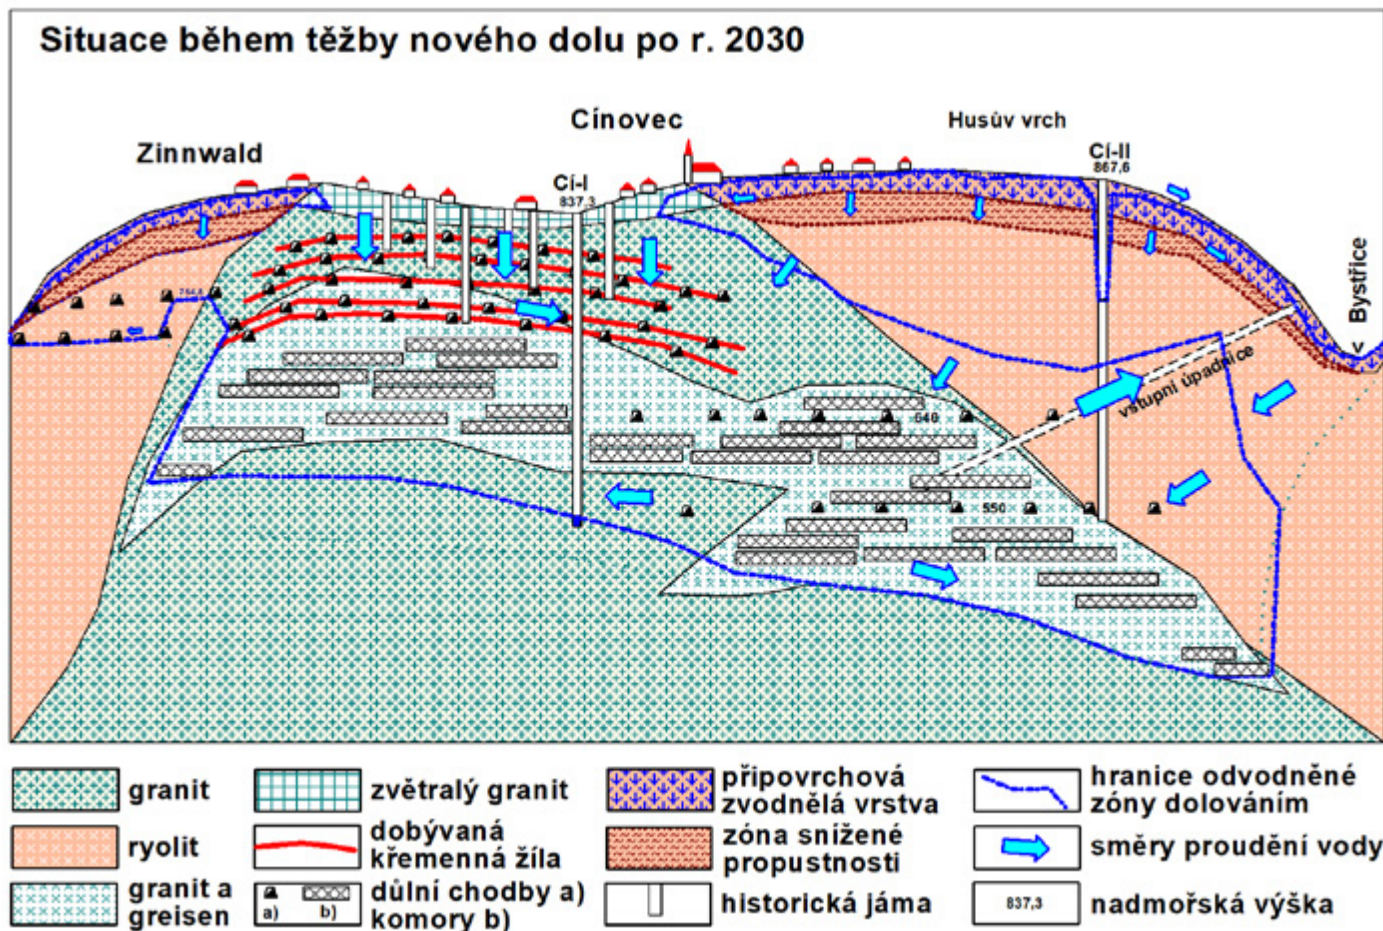 Situace během těžby nového dolu po r. 2030
Cínovec
Husův vrch
Zinnwald
Cí-I
837,3
Cí-II
867,6
Bystřice
>
vstupní úpadnice
640
550
granit
zvětralý granit
připovrchová
zvodnělá vrstva
hranice odvodněné
zóny dolováním
ryolit
dobývaná
křemenná žíla
zóna snížené
propustnosti
směry proudění vody
granit a
greisen
a)
b)
důlní chodby a)
komory b)
historická jáma
837,3
nadmořská výška